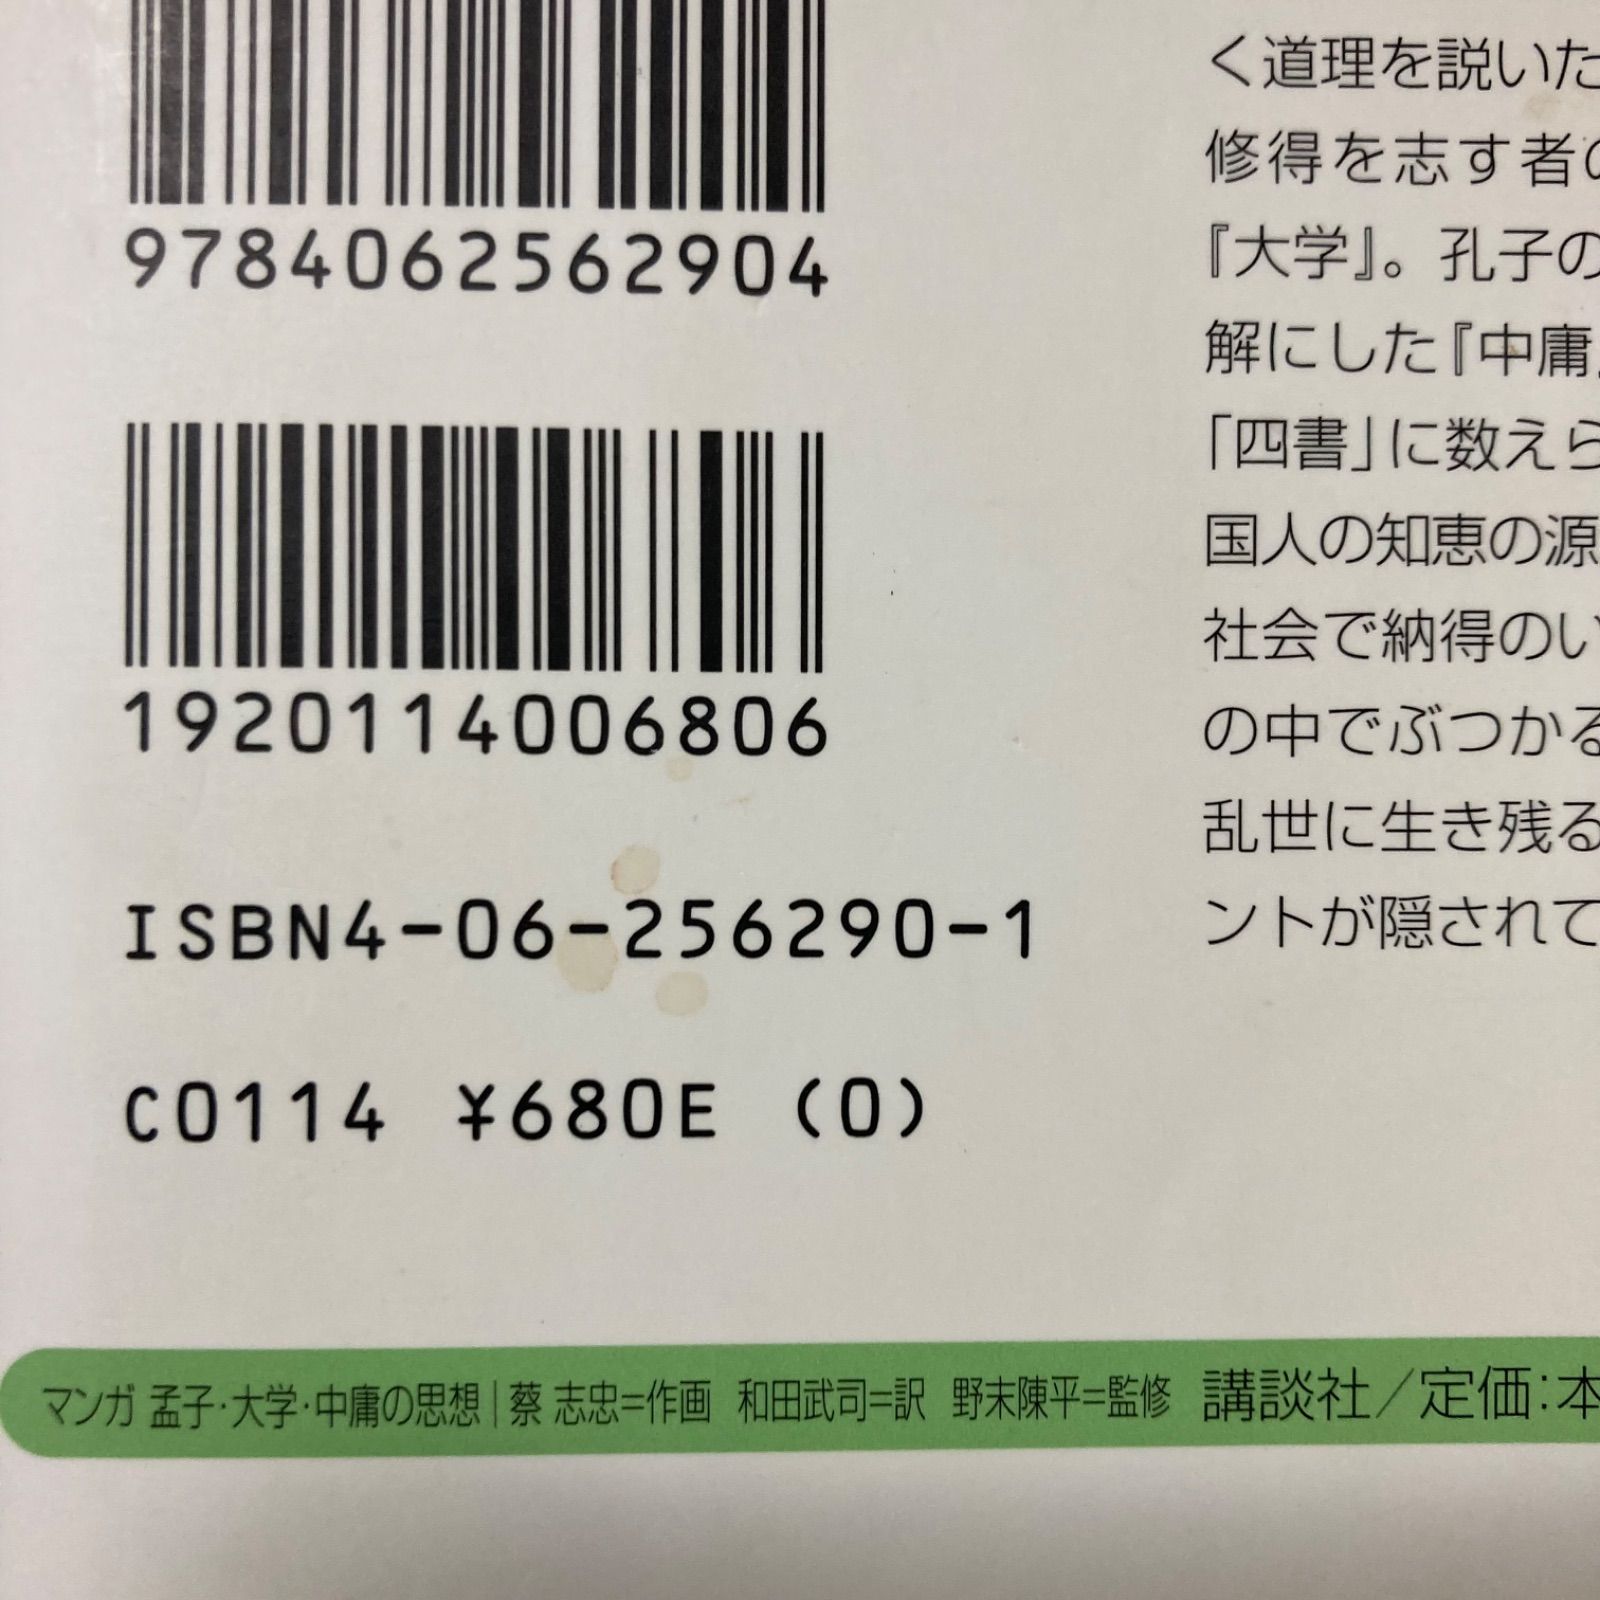 9784062562904
1920114006806
ISBN4-06-256290-1
C0114 ¥680E (0)
く道理を説いた
修得を志す者の
『大学』。孔子の
解にした『中庸』
「四書」に数えら
国人の知恵の源
社会で納得のい
の中でぶつかる
乱世に生き残る
ントが隠されて
マンガ 孟子・大学・中庸の思想|蔡 志忠=作画 和田武司=訳 野末陳平=監修 講談社/定価:本